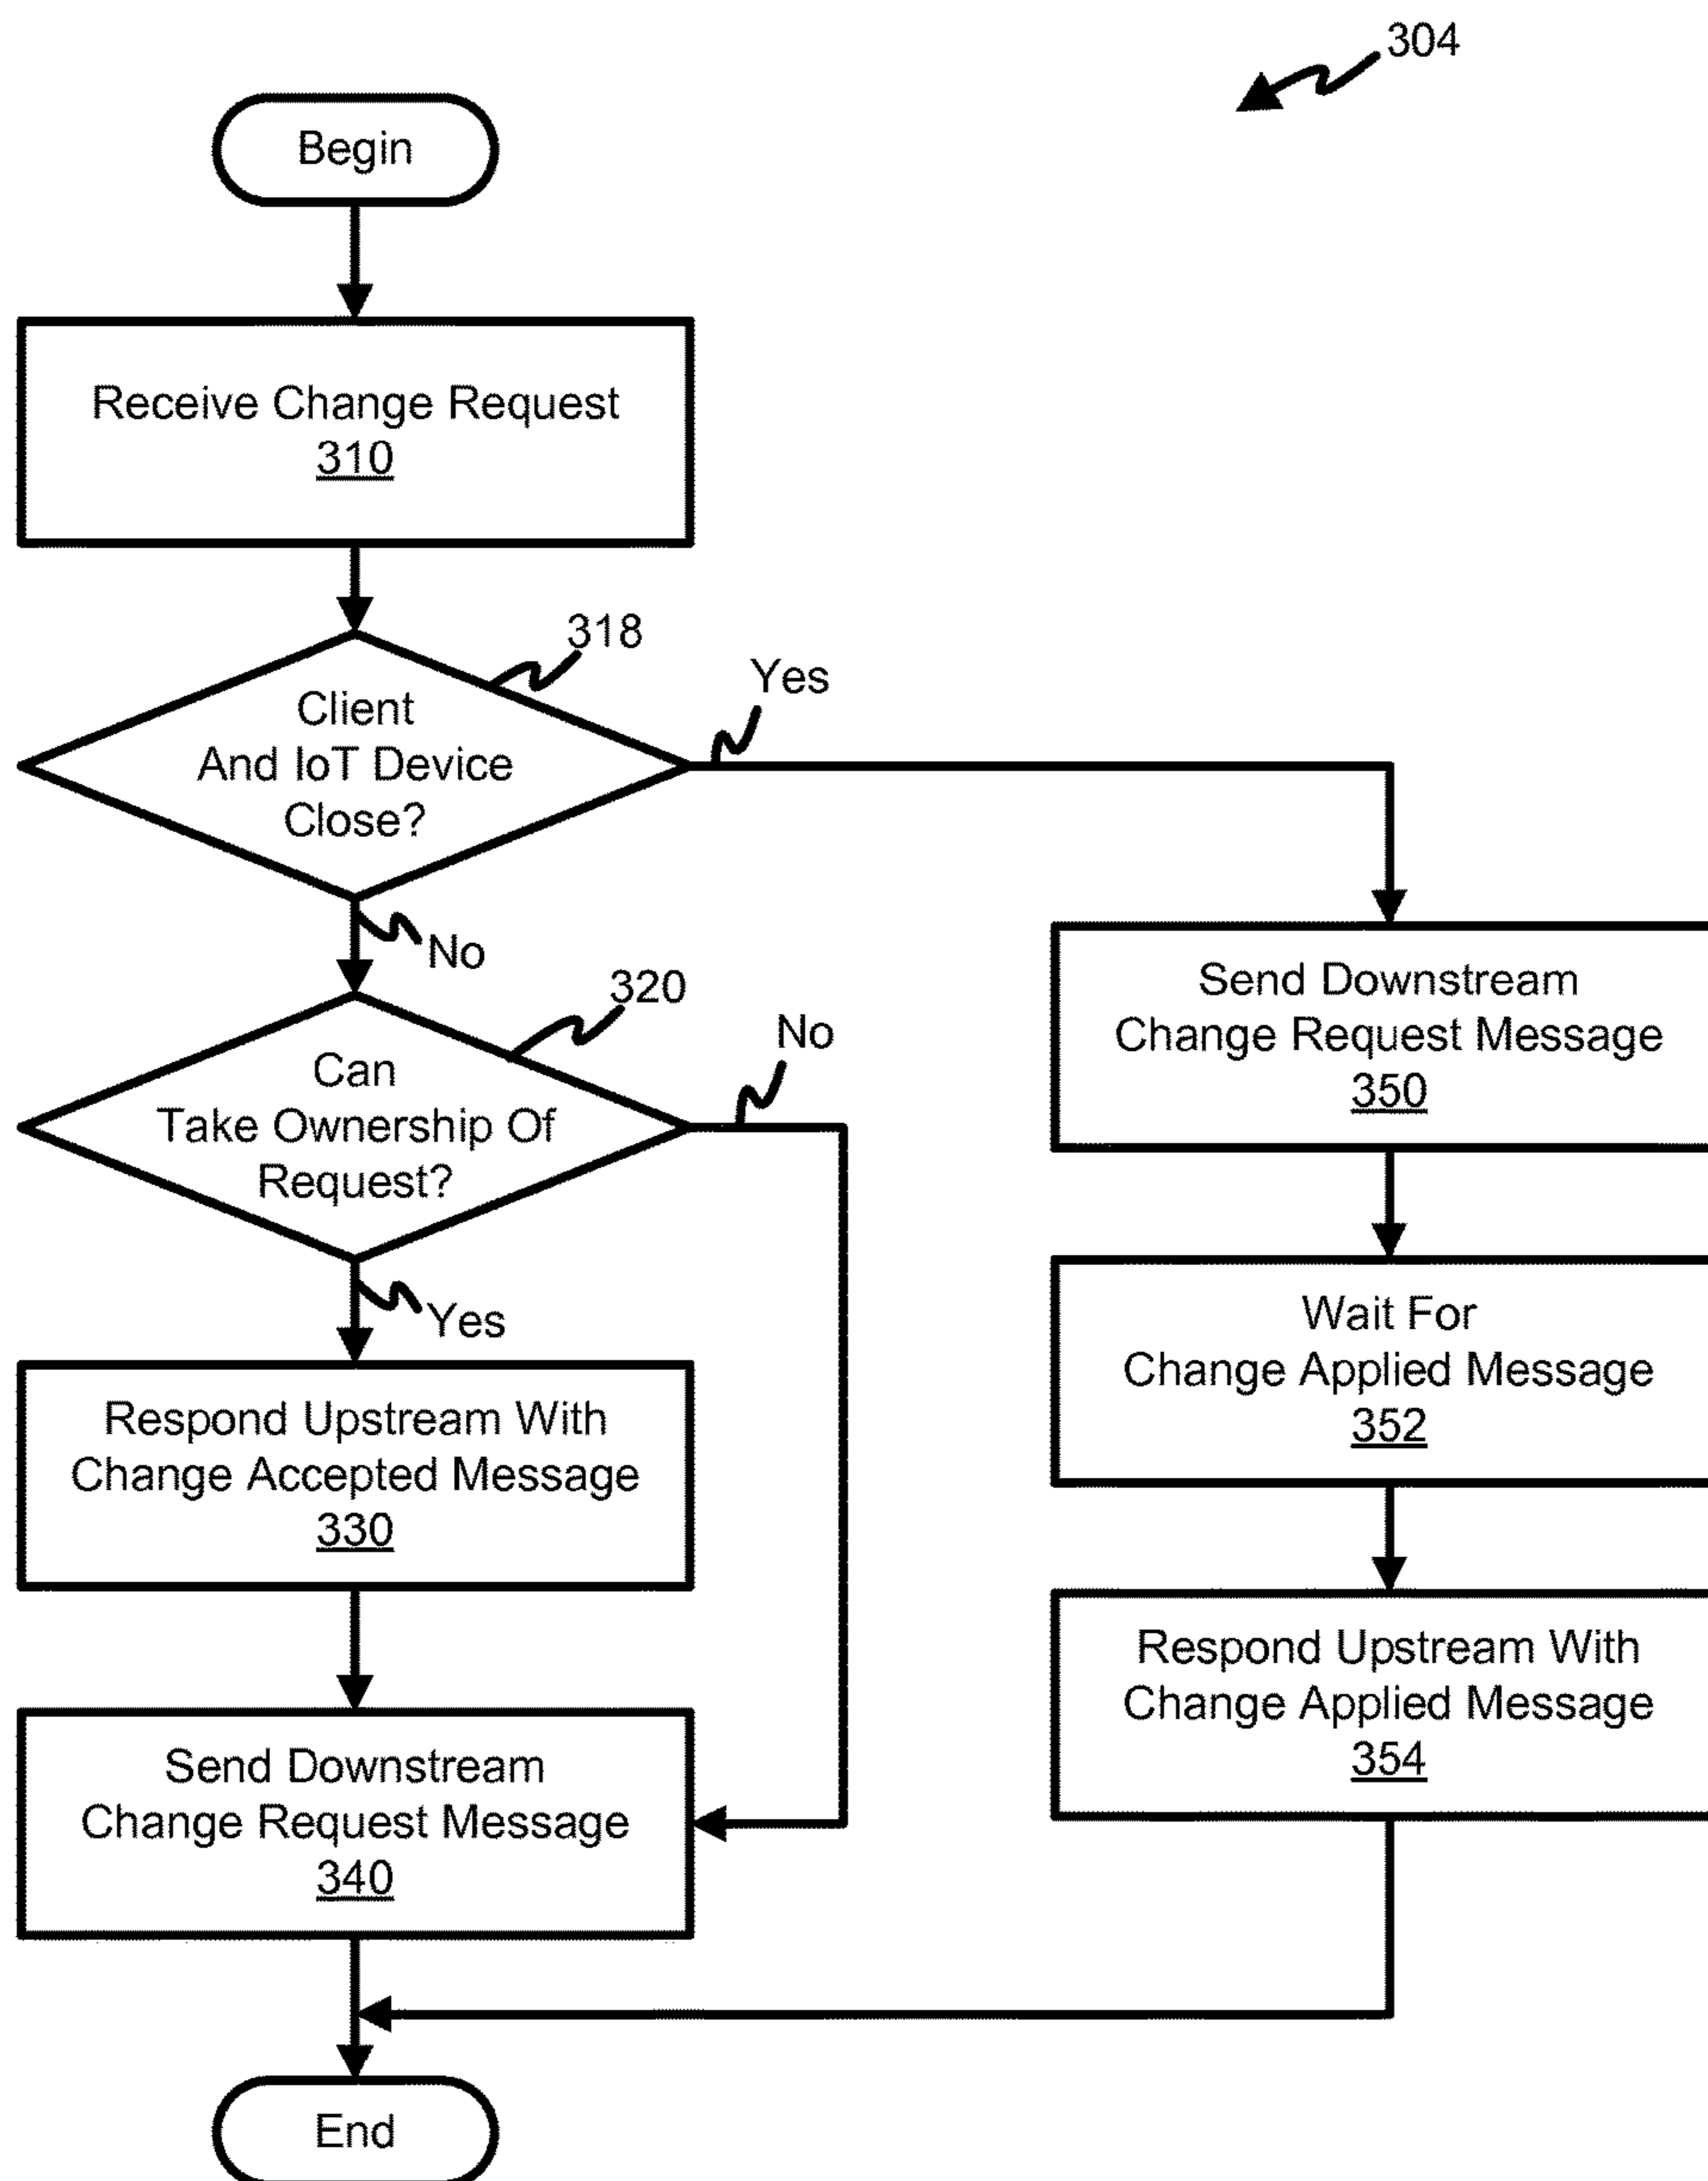 304
Begin
Receive Change Request
310
318
Yes
Client
And IoT Device
Close?
No
320
No
Can
Take Ownership Of
Request?
Yes
Send Downstream
Change Request Message
350
Wait For
Change Applied Message
352
Respond Upstream With
Change Accepted Message
330
Respond Upstream With
Change Applied Message
354
Send Downstream
Change Request Message
340
End